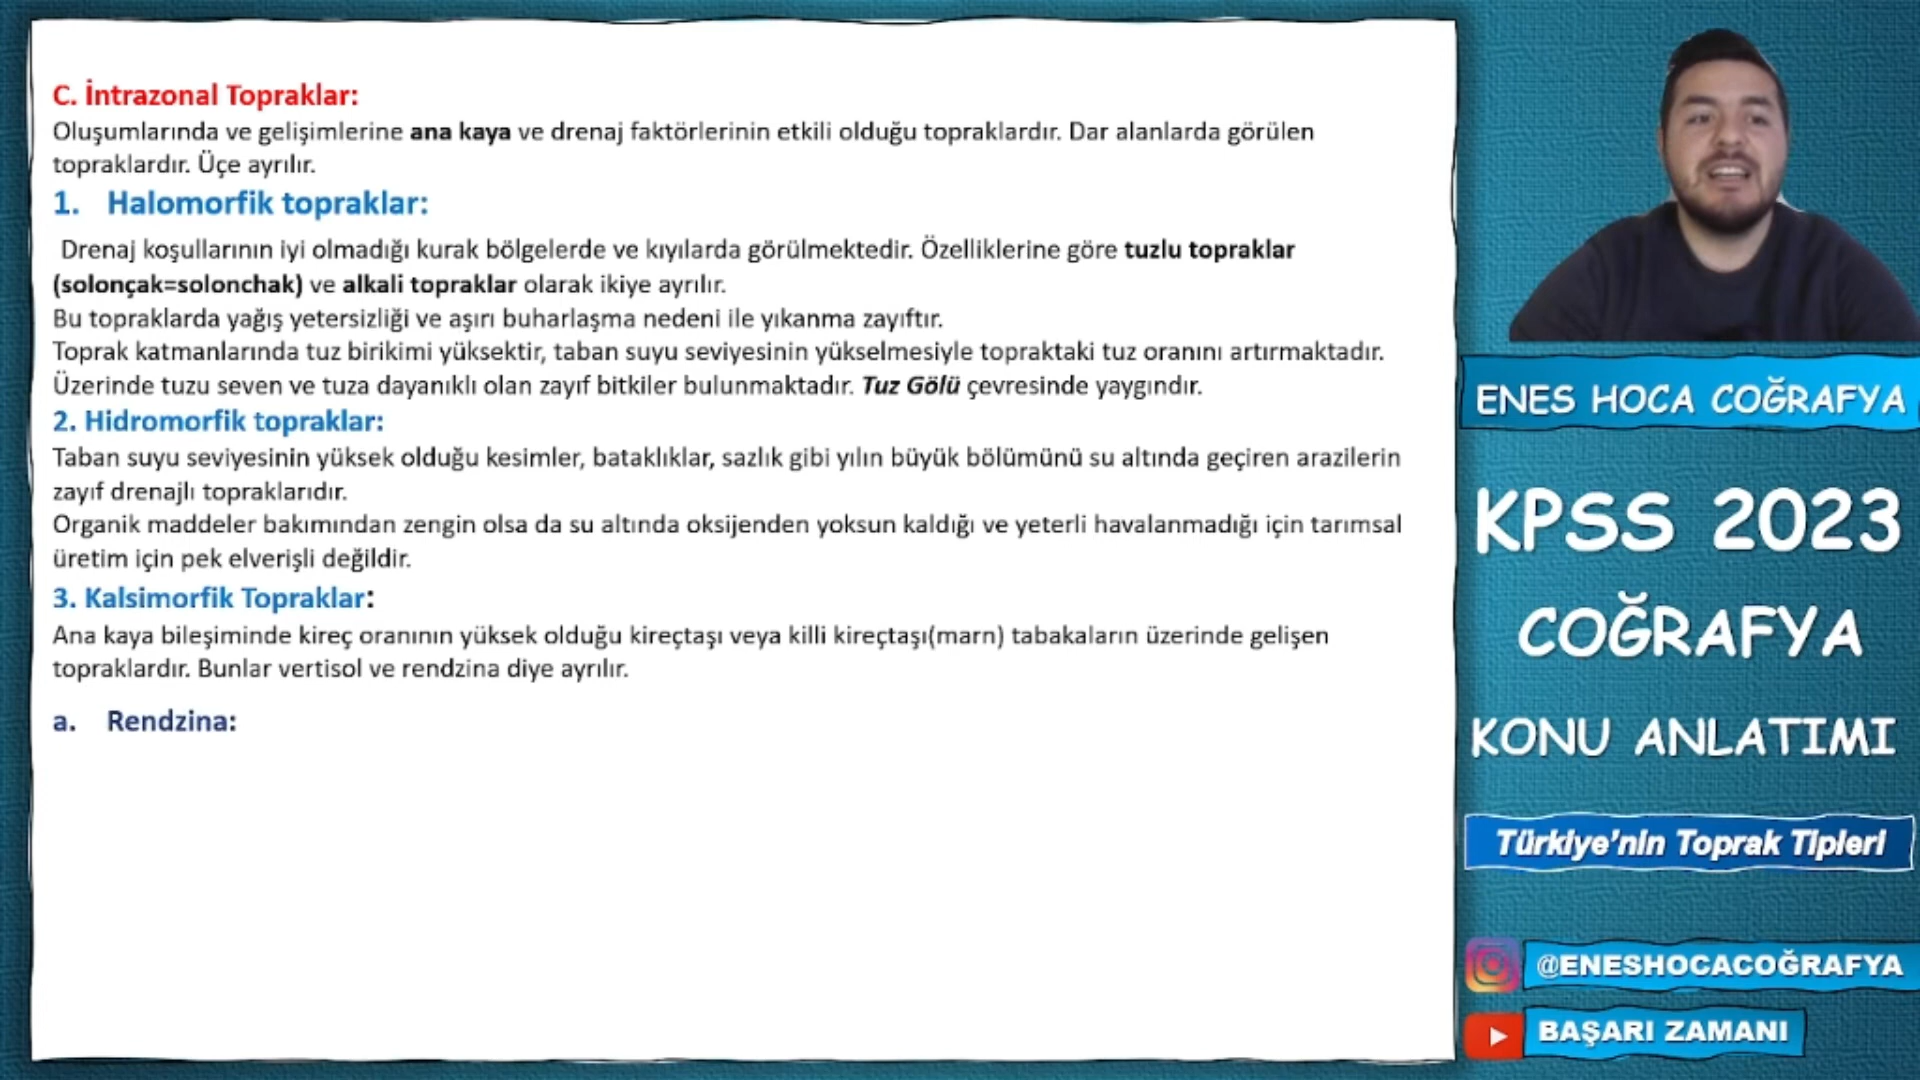 C. İntrazonal Topraklar:
Oluşumlarında ve gelişimlerine ana kaya ve drenaj faktörlerinin etkili olduğu topraklardır. Dar alanlarda görülen
topraklardır. Üçe ayrılır.
1. Halomorfik topraklar:
Drenaj koşullarının iyi olmadığı kurak bölgelerde ve kıyılarda görülmektedir. Özelliklerine göre tuzlu topraklar
(solonçak=solonchak) ve alkali topraklar olarak ikiye ayrılır.
Bu topraklarda yağış yetersizliği ve aşırı buharlaşma nedeni ile yıkanma zayıftır.
Toprak katmanlarında tuz birikimi yüksektir, taban suyu seviyesinin yükselmesiyle topraktaki tuz oranını artırmaktadır.
Üzerinde tuzu seven ve tuza dayanıklı olan zayıf bitkiler bulunmaktadır. Tuz Gölü çevresinde yaygındır.
2. Hidromorfik topraklar:
Taban suyu seviyesinin yüksek olduğu kesimler, bataklıklar, sazlık gibi yılın büyük bölümünü su altında geçiren arazilerin
zayıf drenajlı topraklarıdır.
Organik maddeler bakımından zengin olsa da su altında oksijenden yoksun kaldığı ve yeterli havalanmadığı için tarımsal
üretim için pek elverişli değildir.
3. Kalsimorfik Topraklar:
Ana kaya bileşiminde kireç oranının yüksek olduğu kireçtaşı veya killi kireçtaşı(marn) tabakaların üzerinde gelişen
topraklardır. Bunlar vertisol ve rendzina diye ayrılır.
a. Rendzina:
ENES HOCA COĞRAFYA
KPSS 2023
COĞRAFYA
KONU ANLATIMI
Türkiye'nin Toprak Tipleri
@ENESHOCACOĞRAFYA
BAŞARI ZAMANI